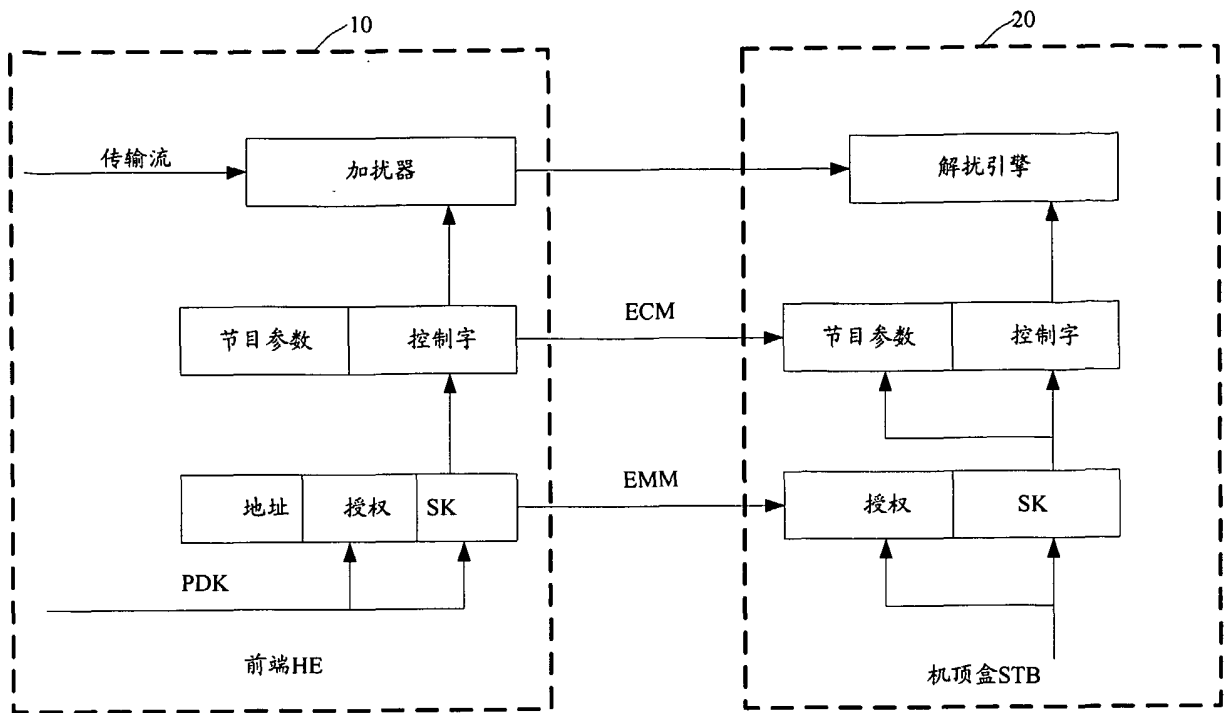 10
20
传输流
加扰器
解扰引擎
节目参数
控制字
ECM
节目参数
控制字
地址
授权
SK
EMM
授权
SK
PDK
前端HE
机顶盒STB